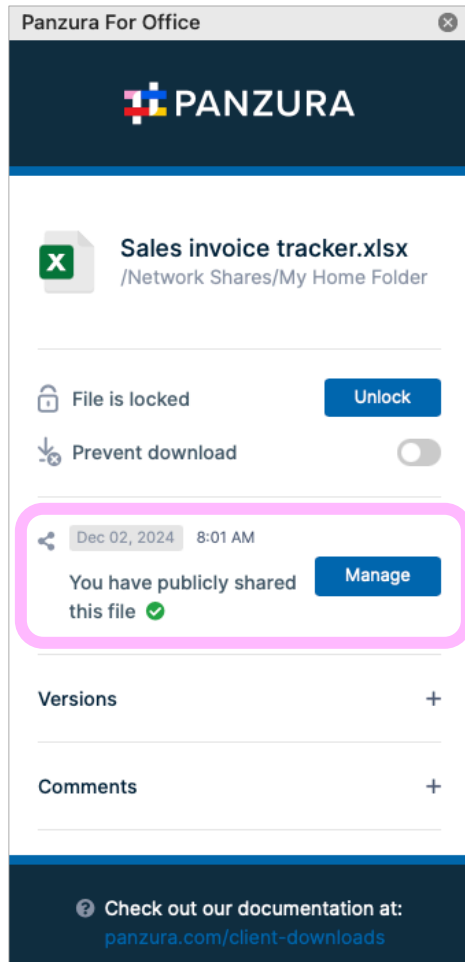 Panzura For Office
PANZURA
Sales invoice tracker.xlsx
/Network Shares/My Home Folder
File is locked
Unlock
Prevent download
Dec 02, 2024 8:01 AM
You have publicly shared
this file
Manage
Versions
Comments
Check out our documentation at:
panzura.com/client-downloads